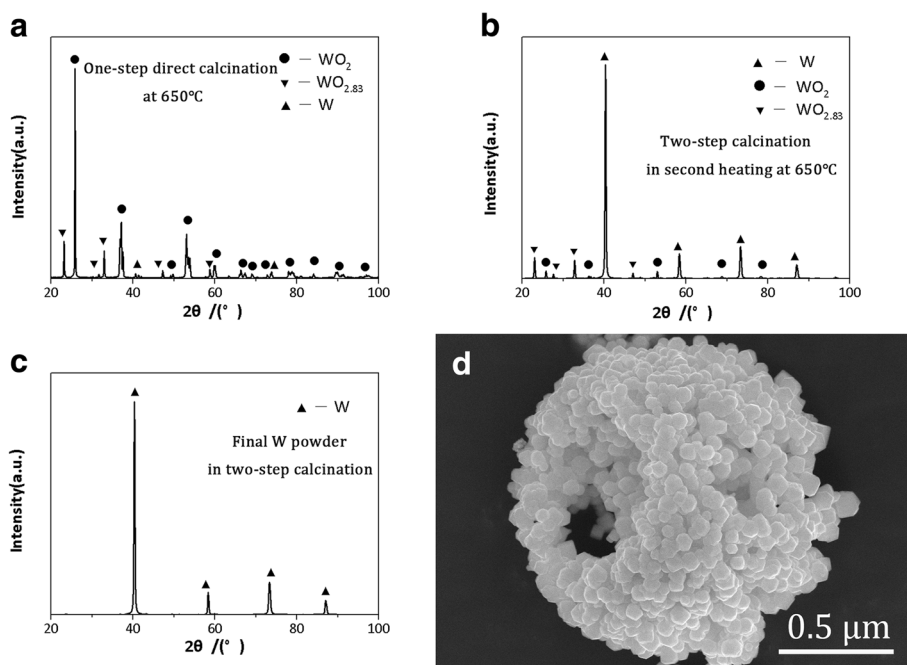 a
Intensity(a.u.)
One-step direct calcination
at 650℃
● — WO2
▼ — WO2.83
▲ — W
20 40 60 80 100
2θ /(°)
b
Intensity(a.u.)
▲ — W
● — WO2
▼ — WO2.83
Two-step calcination
in second heating at 650℃
20 40 60 80 100
2θ /(°)
c
Intensity(a.u.)
▲ — W
Final W powder
in two-step calcination
20 40 60 80 100
2θ /(°)
d
0.5 μm